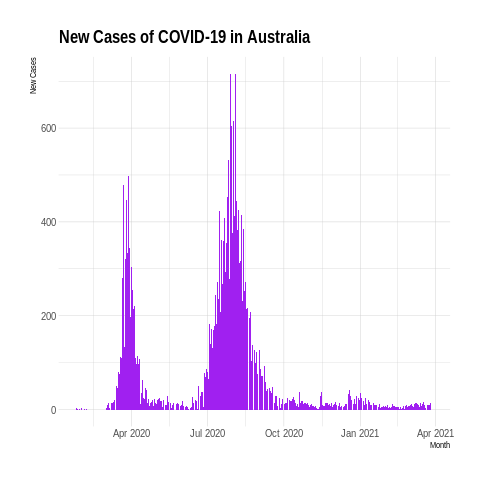 New Cases of COVID-19 in Australia
New Cases
600
400
200
0
Apr 2020 Jul 2020 Oct 2020 Jan 2021 Apr 2021
Month